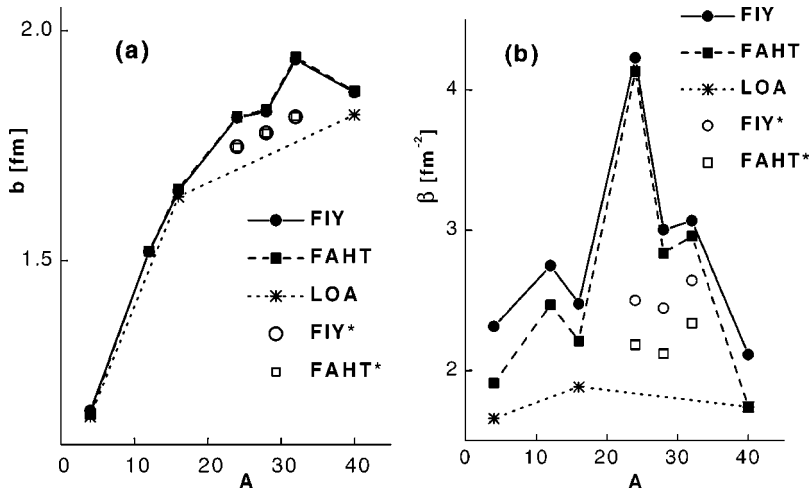 (a)
2.0
1.5
b [fm]
0 10 20 30 40
A
FIY
FAHT
LOA
FIY*
FAHT*
(b)
4
3
2
β [fm⁻²]
0 10 20 30 40
A
FIY
FAHT
LOA
FIY*
FAHT*